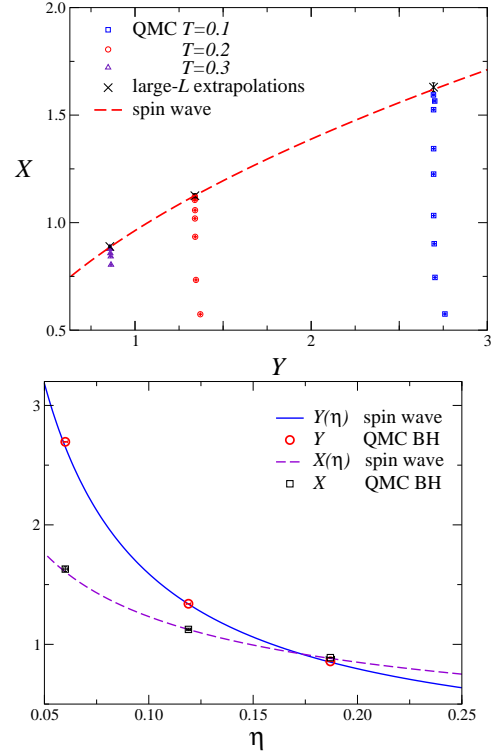 2.0
QMC T=0.1
T=0.2
T=0.3
large-L extrapolations
spin wave
1.5
X
1.0
0.5
1 2 3
Y
3
Y(η) spin wave
Y QMC BH
X(η) spin wave
X QMC BH
2
1
0.05 0.10 0.15 0.20 0.25
η